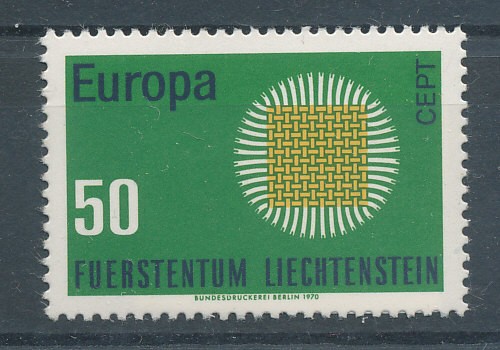 Europa
CEPT
50
FUERSTENTUM LIECHTENSTEIN
BUNDESDRUCKEREI BERLIN 1970